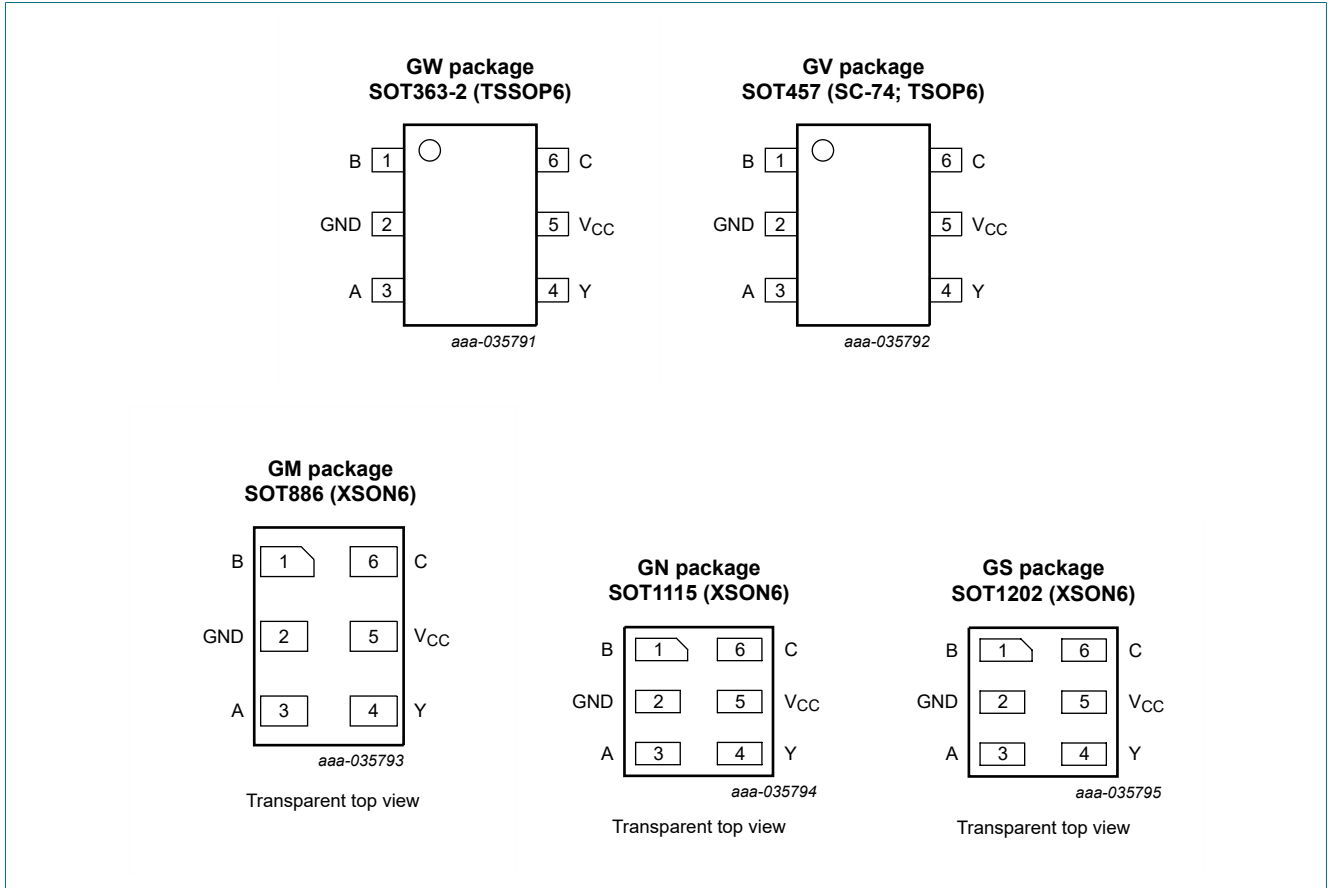 GW package
SOT363-2 (TSSOP6)
B 1 6 C
GND 2 5 VCC
A 3 4 Y
aaa-035791
GV package
SOT457 (SC-74; TSOP6)
B 1 6 C
GND 2 5 VCC
A 3 4 Y
aaa-035792
GM package
SOT886 (XSON6)
B 1 6 C
GND 2 5 VCC
A 3 4 Y
aaa-035793
Transparent top view
GN package
SOT1115 (XSON6)
B 1 6 C
GND 2 5 VCC
A 3 4 Y
aaa-035794
Transparent top view
GS package
SOT1202 (XSON6)
B 1 6 C
GND 2 5 VCC
A 3 4 Y
aaa-035795
Transparent top view